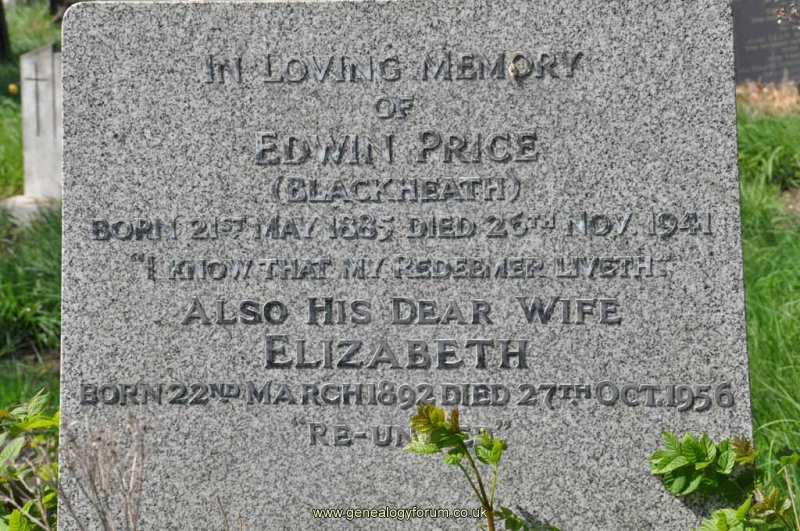 In Loving Memory
OF
Edwin Price
(Blackheath)
BORN 21ST MAY 1885 DIED 26TH NOV. 1941
"I KNOW THAT MY REDEEMER LIVETH."
Also His Dear Wife
Elizabeth
BORN 22ND MARCH 1892 DIED 27TH OCT. 1956
www.genealogyforum.co.uk